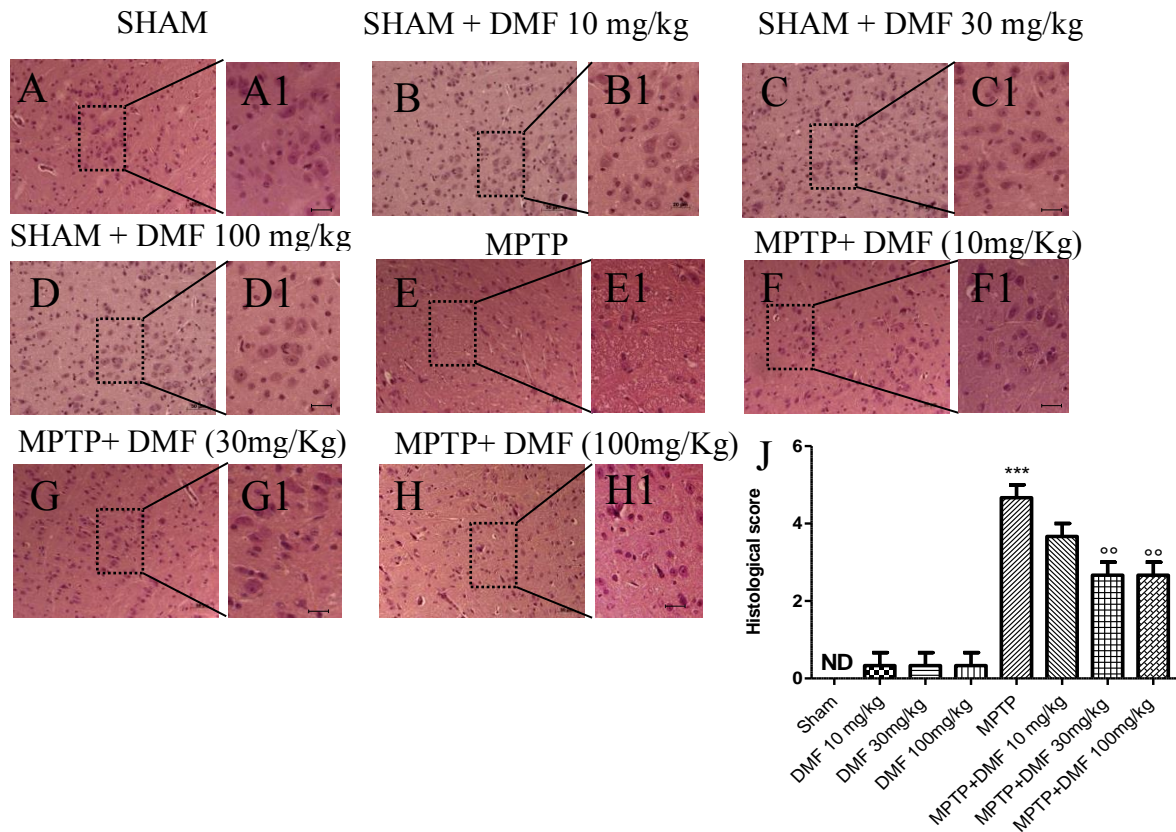 SHAM
SHAM + DMF 10 mg/kg
SHAM + DMF 30 mg/kg
A
A1
B
B1
C
C1
SHAM + DMF 100 mg/kg
MPTP
MPTP+ DMF (10mg/Kg)
D
D1
E
E1
F
F1
MPTP+ DMF (30mg/Kg)
MPTP+ DMF (100mg/Kg)
G
G1
H
H1
J
Histological score
6
4
2
0
ND
***
°°
°°
Sham
DMF 10 mg/kg
DMF 30mg/kg
DMF 100mg/kg
MPTP
MPTP+DMF 10 mg/kg
MPTP+DMF 30mg/kg
MPTP+DMF 100mg/kg